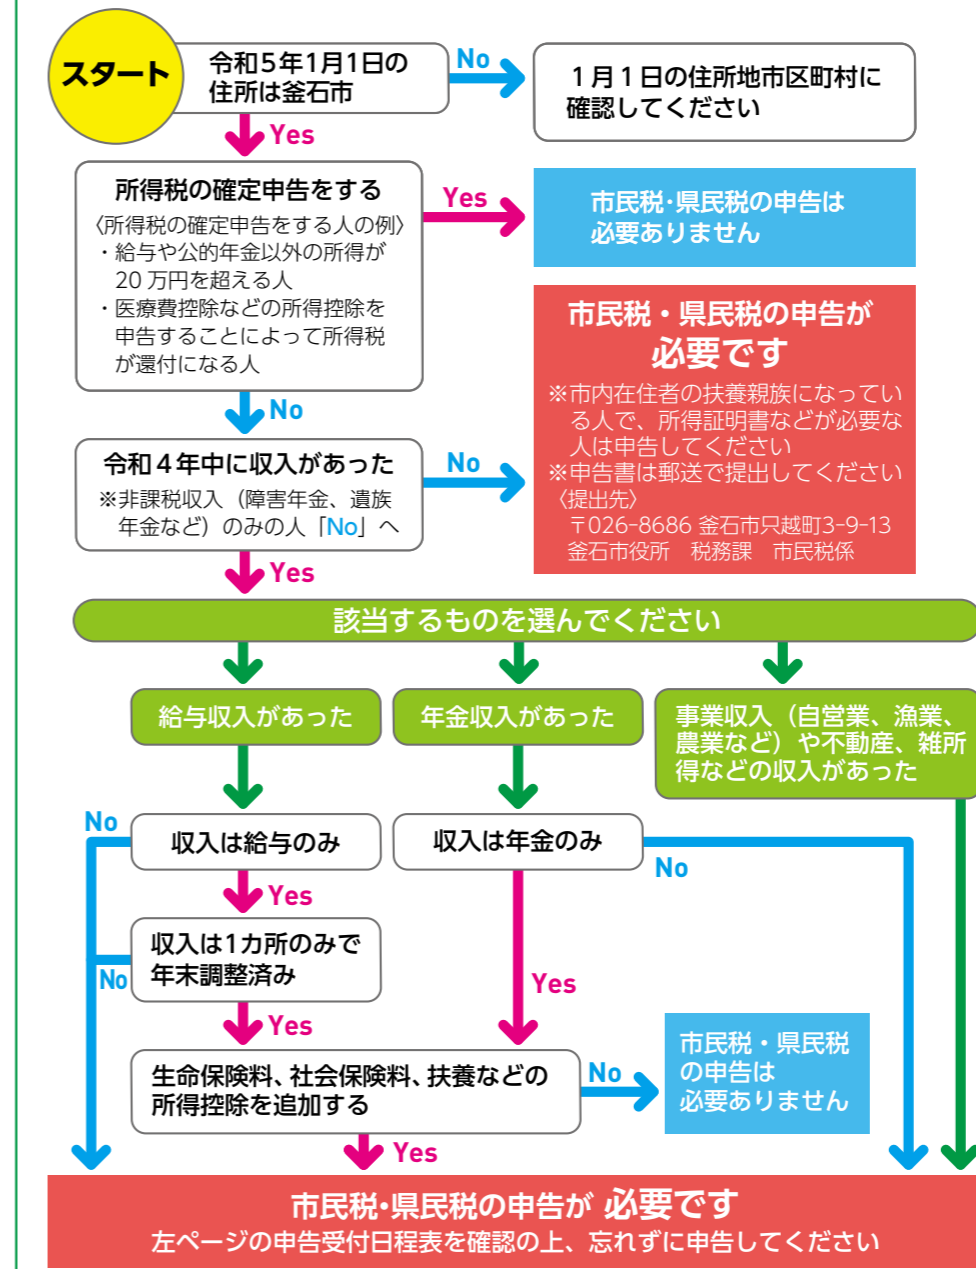 スタート
令和5年1月1日の
住所は釜石市
No
1月1日の住所地市区町村に
確認してください
Yes
所得税の確定申告をする
〈所得税の確定申告をする人の例〉
・給与や公的年金以外の所得が
20万円を超える人
・医療費控除などの所得控除を
申告することによって所得税
が還付になる人
Yes
市民税･県民税の申告は
必要ありません
No
市民税・県民税の申告が
必要です
※市内在住者の扶養親族になってい
る人で、所得証明書などが必要な
人は申告してください
※申告書は郵送で提出してください
〈提出先〉
〒026-8686 釜石市只越町3-9-13
釜石市役所　税務課　市民税係
令和4年中に収入があった
※非課税収入（障害年金、遺族
年金など）のみの人「No」へ
No
Yes
該当するものを選んでください
給与収入があった
年金収入があった
事業収入（自営業、漁業、
農業など）や不動産、雑所
得などの収入があった
No
収入は給与のみ
収入は年金のみ
No
Yes
収入は1カ所のみで
年末調整済み
No
Yes
Yes
生命保険料、社会保険料、扶養などの
所得控除を追加する
No
市民税・県民税
の申告は
必要ありません
Yes
市民税･県民税の申告が 必要です
左ページの申告受付日程表を確認の上、忘れずに申告してください